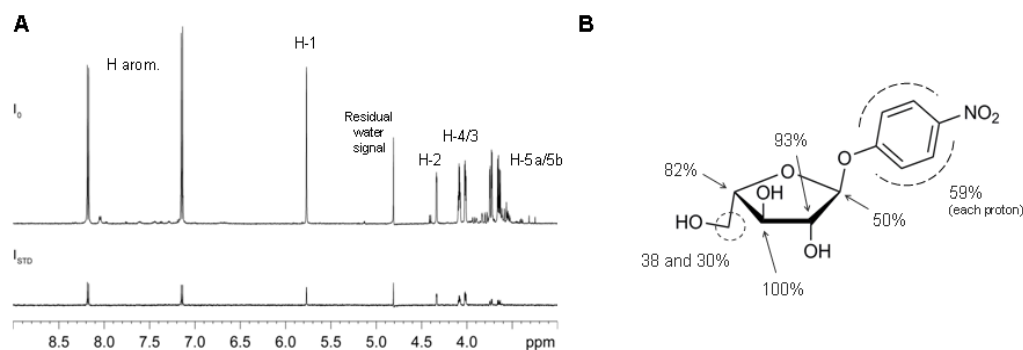 A
H arom.
H-1
I0
Residual
water
signal
H-2
H-4/3
H-5a/5b
ISTD
8.5 8.0 7.5 7.0 6.5 6.0 5.5 5.0 4.5 4.0 ppm
B
NO2
93%
O
82%
O
OH
59%
(each proton)
HO
50%
OH
38 and 30%
100%